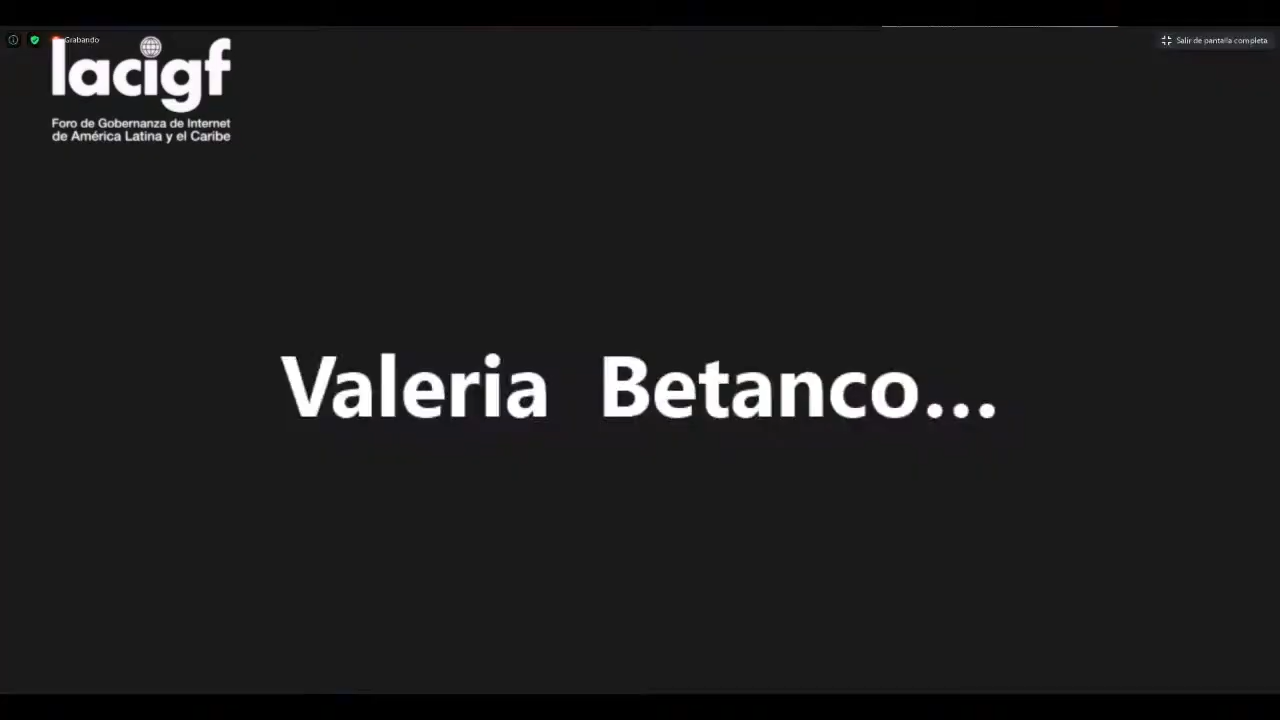 Grabando
Salir de pantalla completa
lacigf
Foro de Gobernanza de Internet
de América Latina y el Caribe
Valeria Betanco...